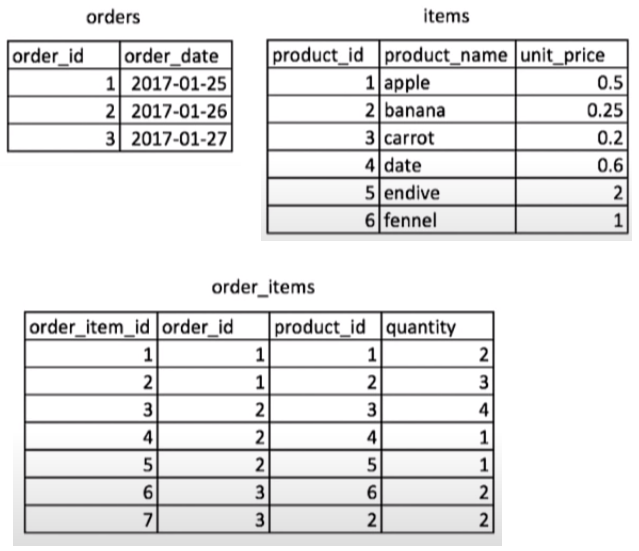 orders
order_id order_date
1 2017-01-25
2 2017-01-26
3 2017-01-27
items
product_id product_name unit_price
1 apple 0.5
2 banana 0.25
3 carrot 0.2
4 date 0.6
5 endive 2
6 fennel 1
order_items
order_item_id order_id product_id quantity
1 1 1 2
2 1 2 3
3 2 3 4
4 2 4 1
5 2 5 1
6 3 6 2
7 3 2 2